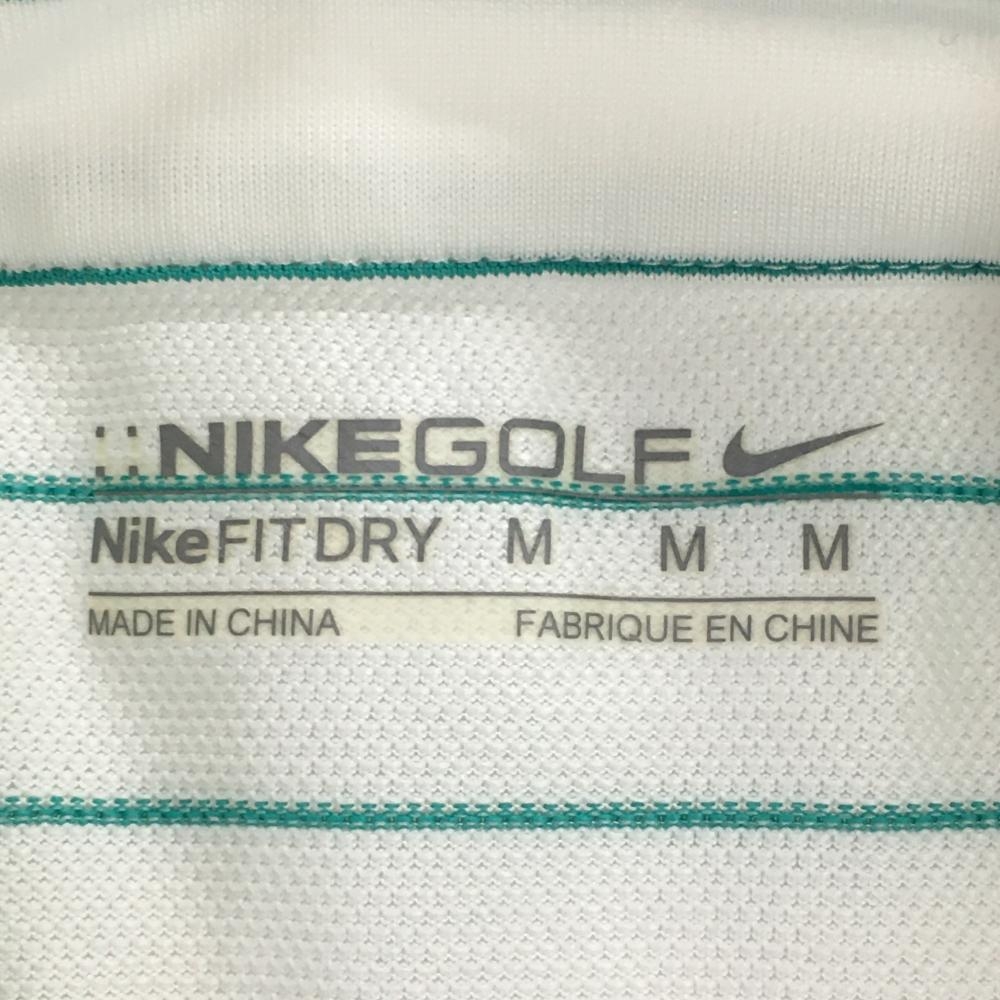 NIKEGOLF
NikeFITDRY M M M
MADE IN CHINA FABRIQUE EN CHINE